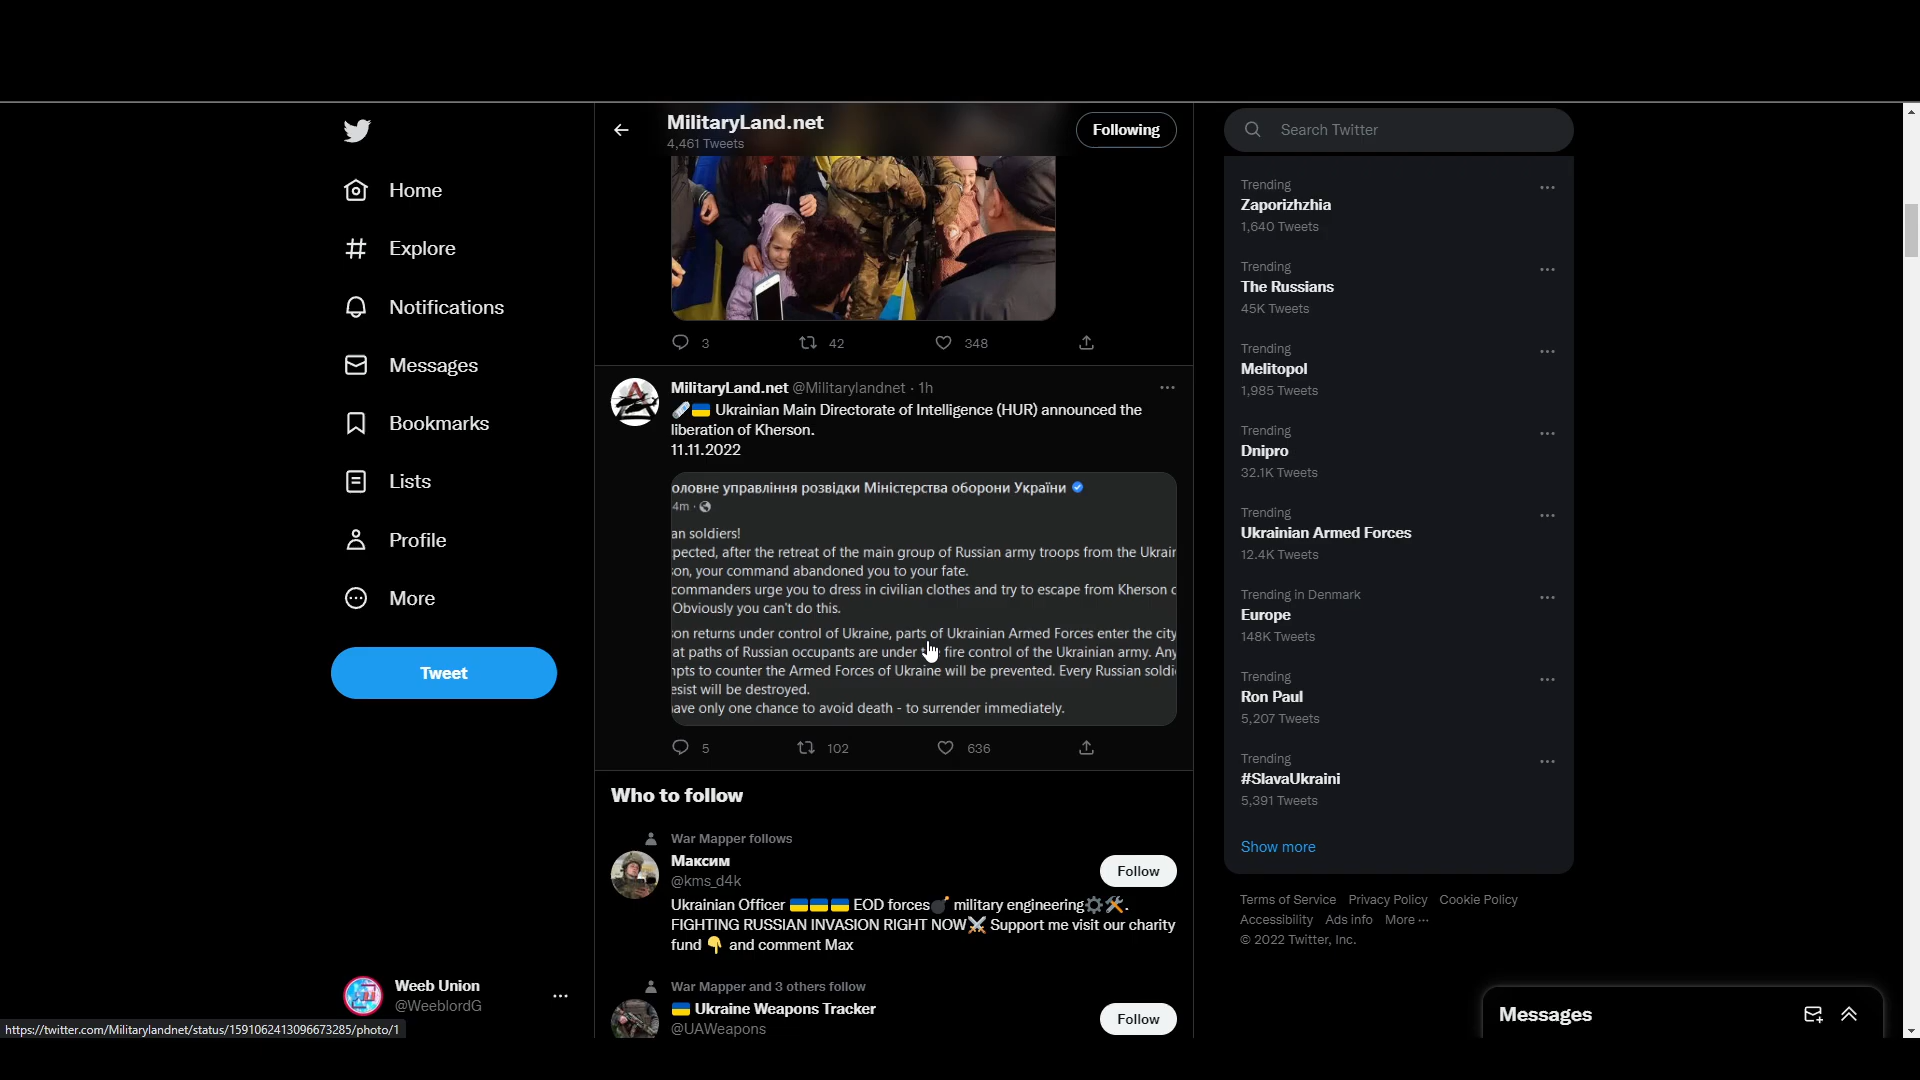 MilitaryLand.net
4,461 Tweets
Following
Search Twitter
Home
Explore
Notifications
Messages
Bookmarks
Lists
Profile
More
Tweet
Weeb Union
@WeeblordG
https://twitter.com/Militarylandnet/status/1591062413096673285/photo/1
3 42 348
MilitaryLand.net @Militarylandnet · 1h
Ukrainian Main Directorate of Intelligence (HUR) announced the
liberation of Kherson.
11.11.2022
оловне управління розвідки Міністерства оборони України
4m ·
an soldiers!
pected, after the retreat of the main group of Russian army troops from the Ukrain
son, your command abandoned you to your fate.
commanders urge you to dress in civilian clothes and try to escape from Kherson
Obviously you can't do this.
son returns under control of Ukraine, parts of Ukrainian Armed Forces enter the city
at paths of Russian occupants are under fire control of the Ukrainian army. Any
mpts to counter the Armed Forces of Ukraine will be prevented. Every Russian soldi
esist will be destroyed.
ave only one chance to avoid death - to surrender immediately.
5 102 636
Who to follow
War Mapper follows
Максим
@kms_d4k
Follow
Ukrainian Officer 🇺🇦🇺🇦🇺🇦 EOD forces💣 military engineering⚙️🛠.
FIGHTING RUSSIAN INVASION RIGHT NOW⚔️ Support me visit our charity
fund 👇 and comment Max
War Mapper and 3 others follow
🇺🇦 Ukraine Weapons Tracker
@UAWeapons
Follow
Trending
Zaporizhzhia
1,640 Tweets
Trending
The Russians
45K Tweets
Trending
Melitopol
1,985 Tweets
Trending
Dnipro
32.1K Tweets
Trending
Ukrainian Armed Forces
12.4K Tweets
Trending in Denmark
Europe
148K Tweets
Trending
Ron Paul
5,207 Tweets
Trending
#SlavaUkraini
5,391 Tweets
Show more
Terms of Service Privacy Policy Cookie Policy
Accessibility Ads info More ···
© 2022 Twitter, Inc.
Messages